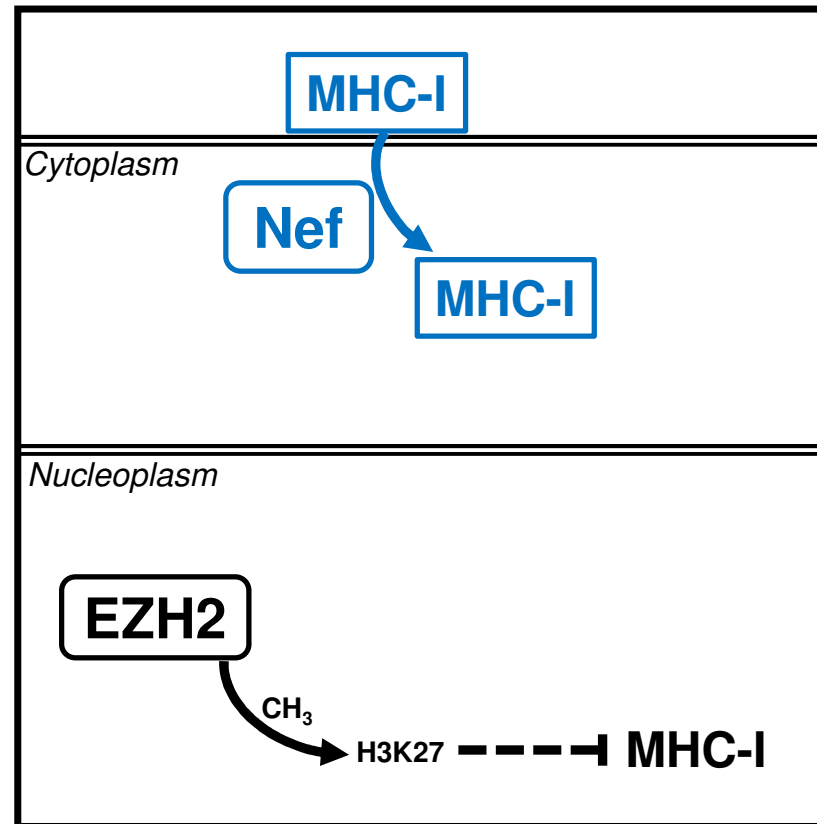 MHC-I
Cytoplasm
Nef
MHC-I
Nucleoplasm
EZH2
CH₃
H3K27 MHC-I